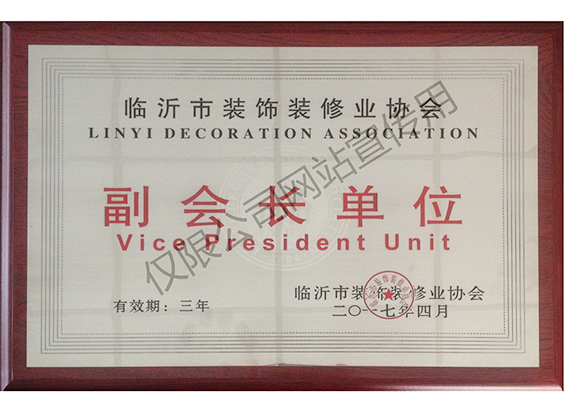 临沂市装饰装修业协会
LINYI DECORATION ASSOCIATION
副会长单位
Vice President Unit
仅限公司网站宣传用
有效期：三年
临沂市装饰装修业协会
二〇一七年四月